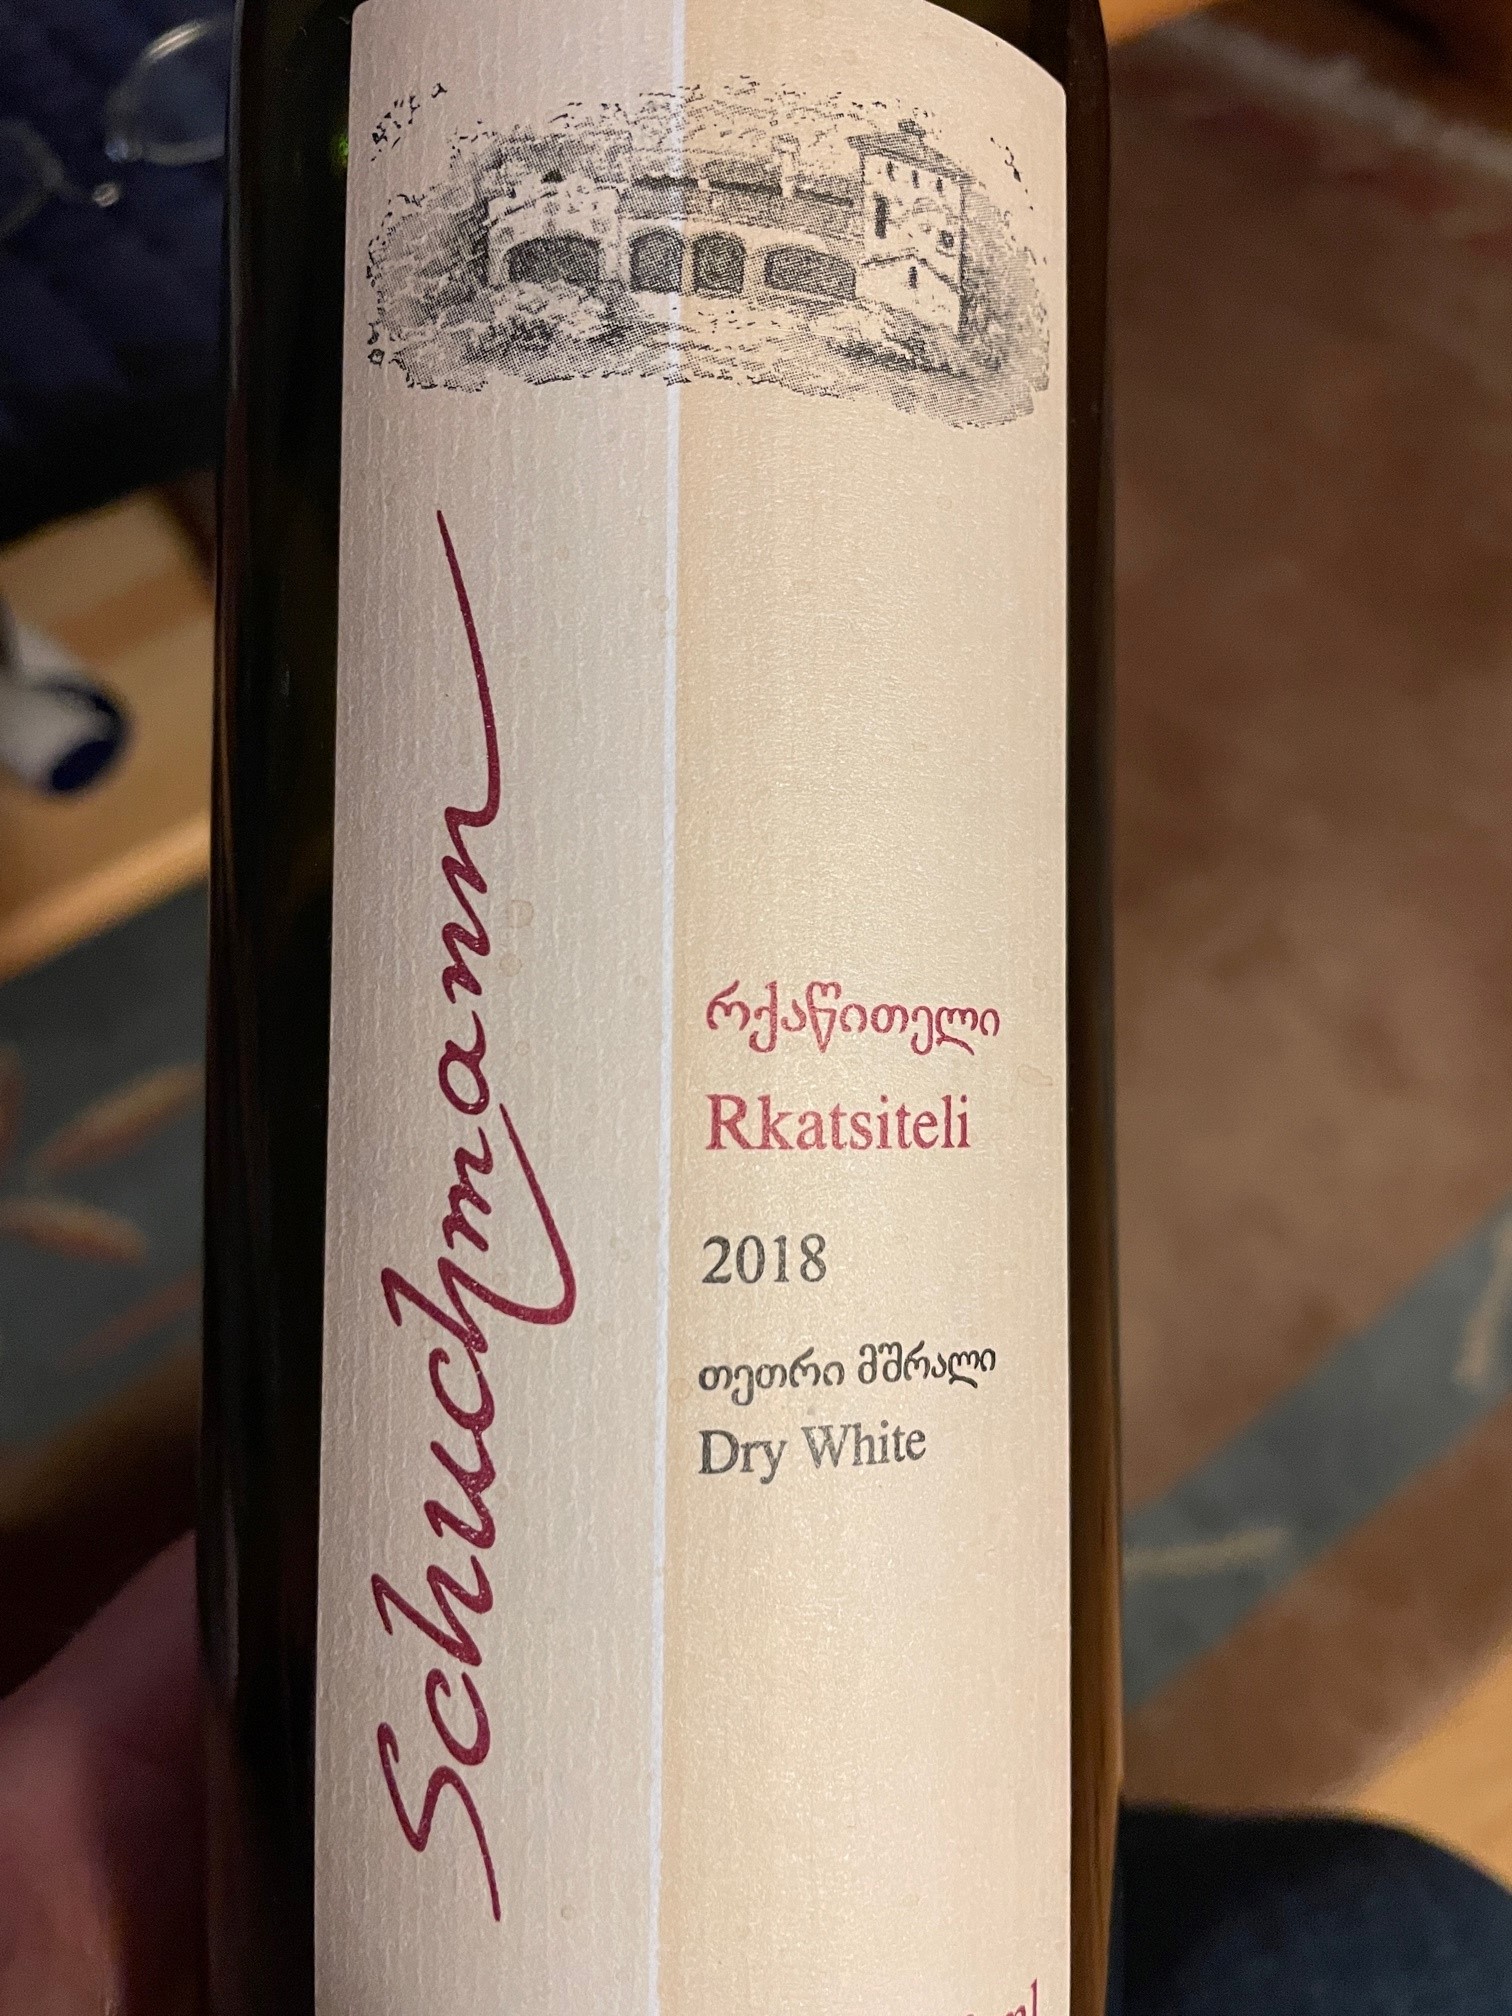 Schuchmann
რქაწითელი
Rkatsiteli
2018
თეთრი მშრალი
Dry White